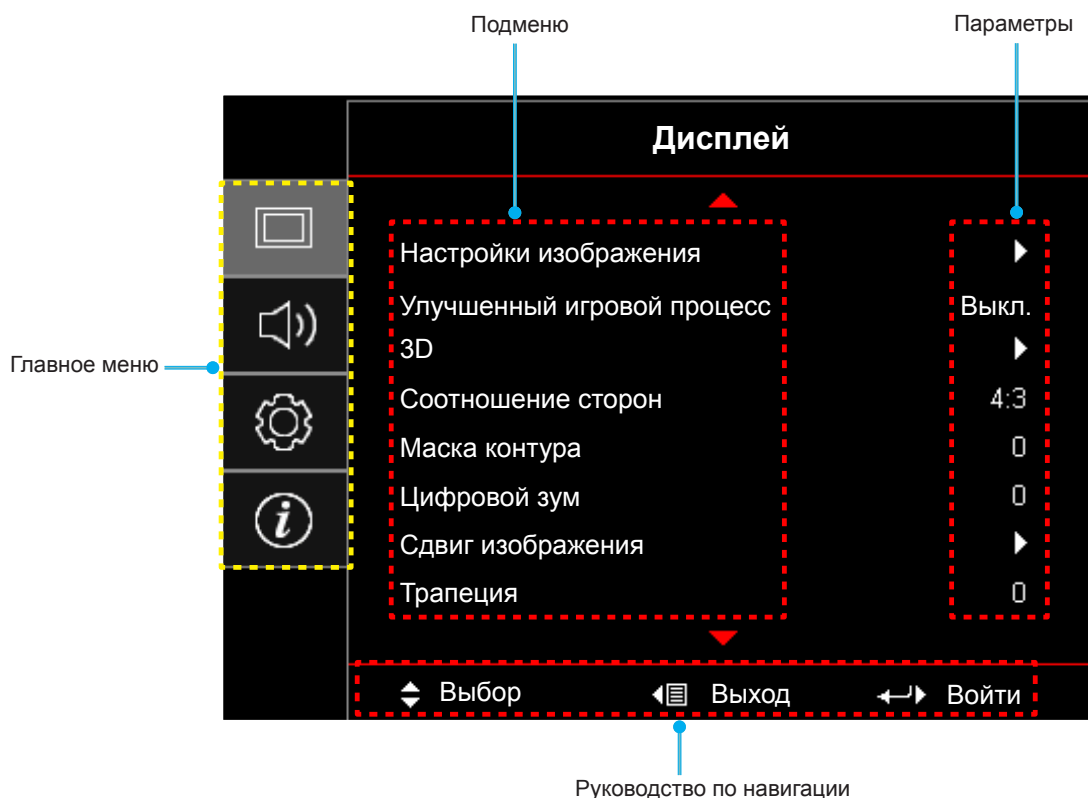 Подменю
Параметры
Дисплей
Настройки изображения
Улучшенный игровой процесс Выкл.
3D
Главное меню
Соотношение сторон 4:3
Маска контура 0
Цифровой зум 0
Сдвиг изображения
Трапеция 0
Выбор Выход Войти
Руководство по навигации